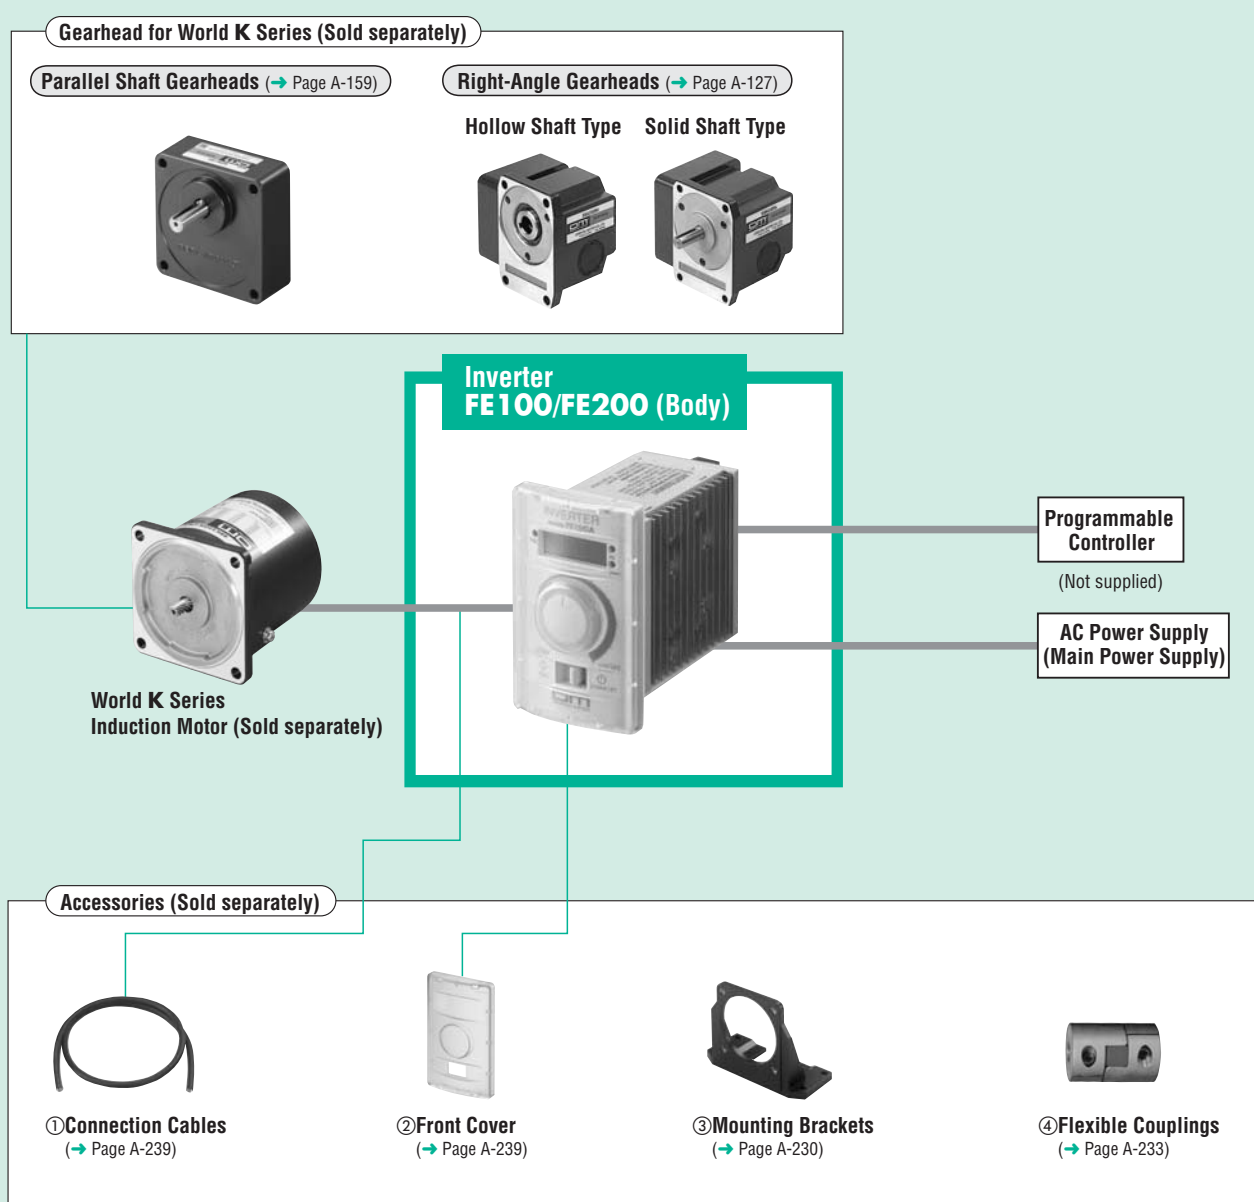 Gearhead for World K Series (Sold separately)
Parallel Shaft Gearheads (➜ Page A-159)
Right-Angle Gearheads (➜ Page A-127)
Hollow Shaft Type
Solid Shaft Type
Inverter
FE100/FE200 (Body)
INVERTER
Programmable
Controller
(Not supplied)
AC Power Supply
(Main Power Supply)
World K Series
Induction Motor (Sold separately)
Accessories (Sold separately)
①Connection Cables
(➜ Page A-239)
②Front Cover
(➜ Page A-239)
③Mounting Brackets
(➜ Page A-230)
④Flexible Couplings
(➜ Page A-233)